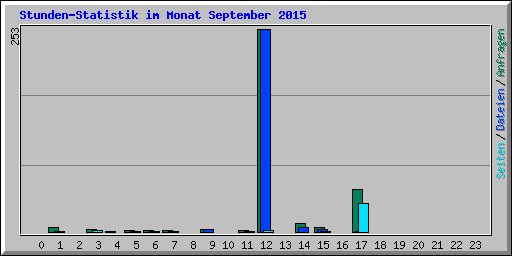 Stunden-Statistik im Monat September 2015
253
Seiten / Dateien / Anfragen
0 1 2 3 4 5 6 7 8 9 10 11 12 13 14 15 16 17 18 19 20 21 22 23